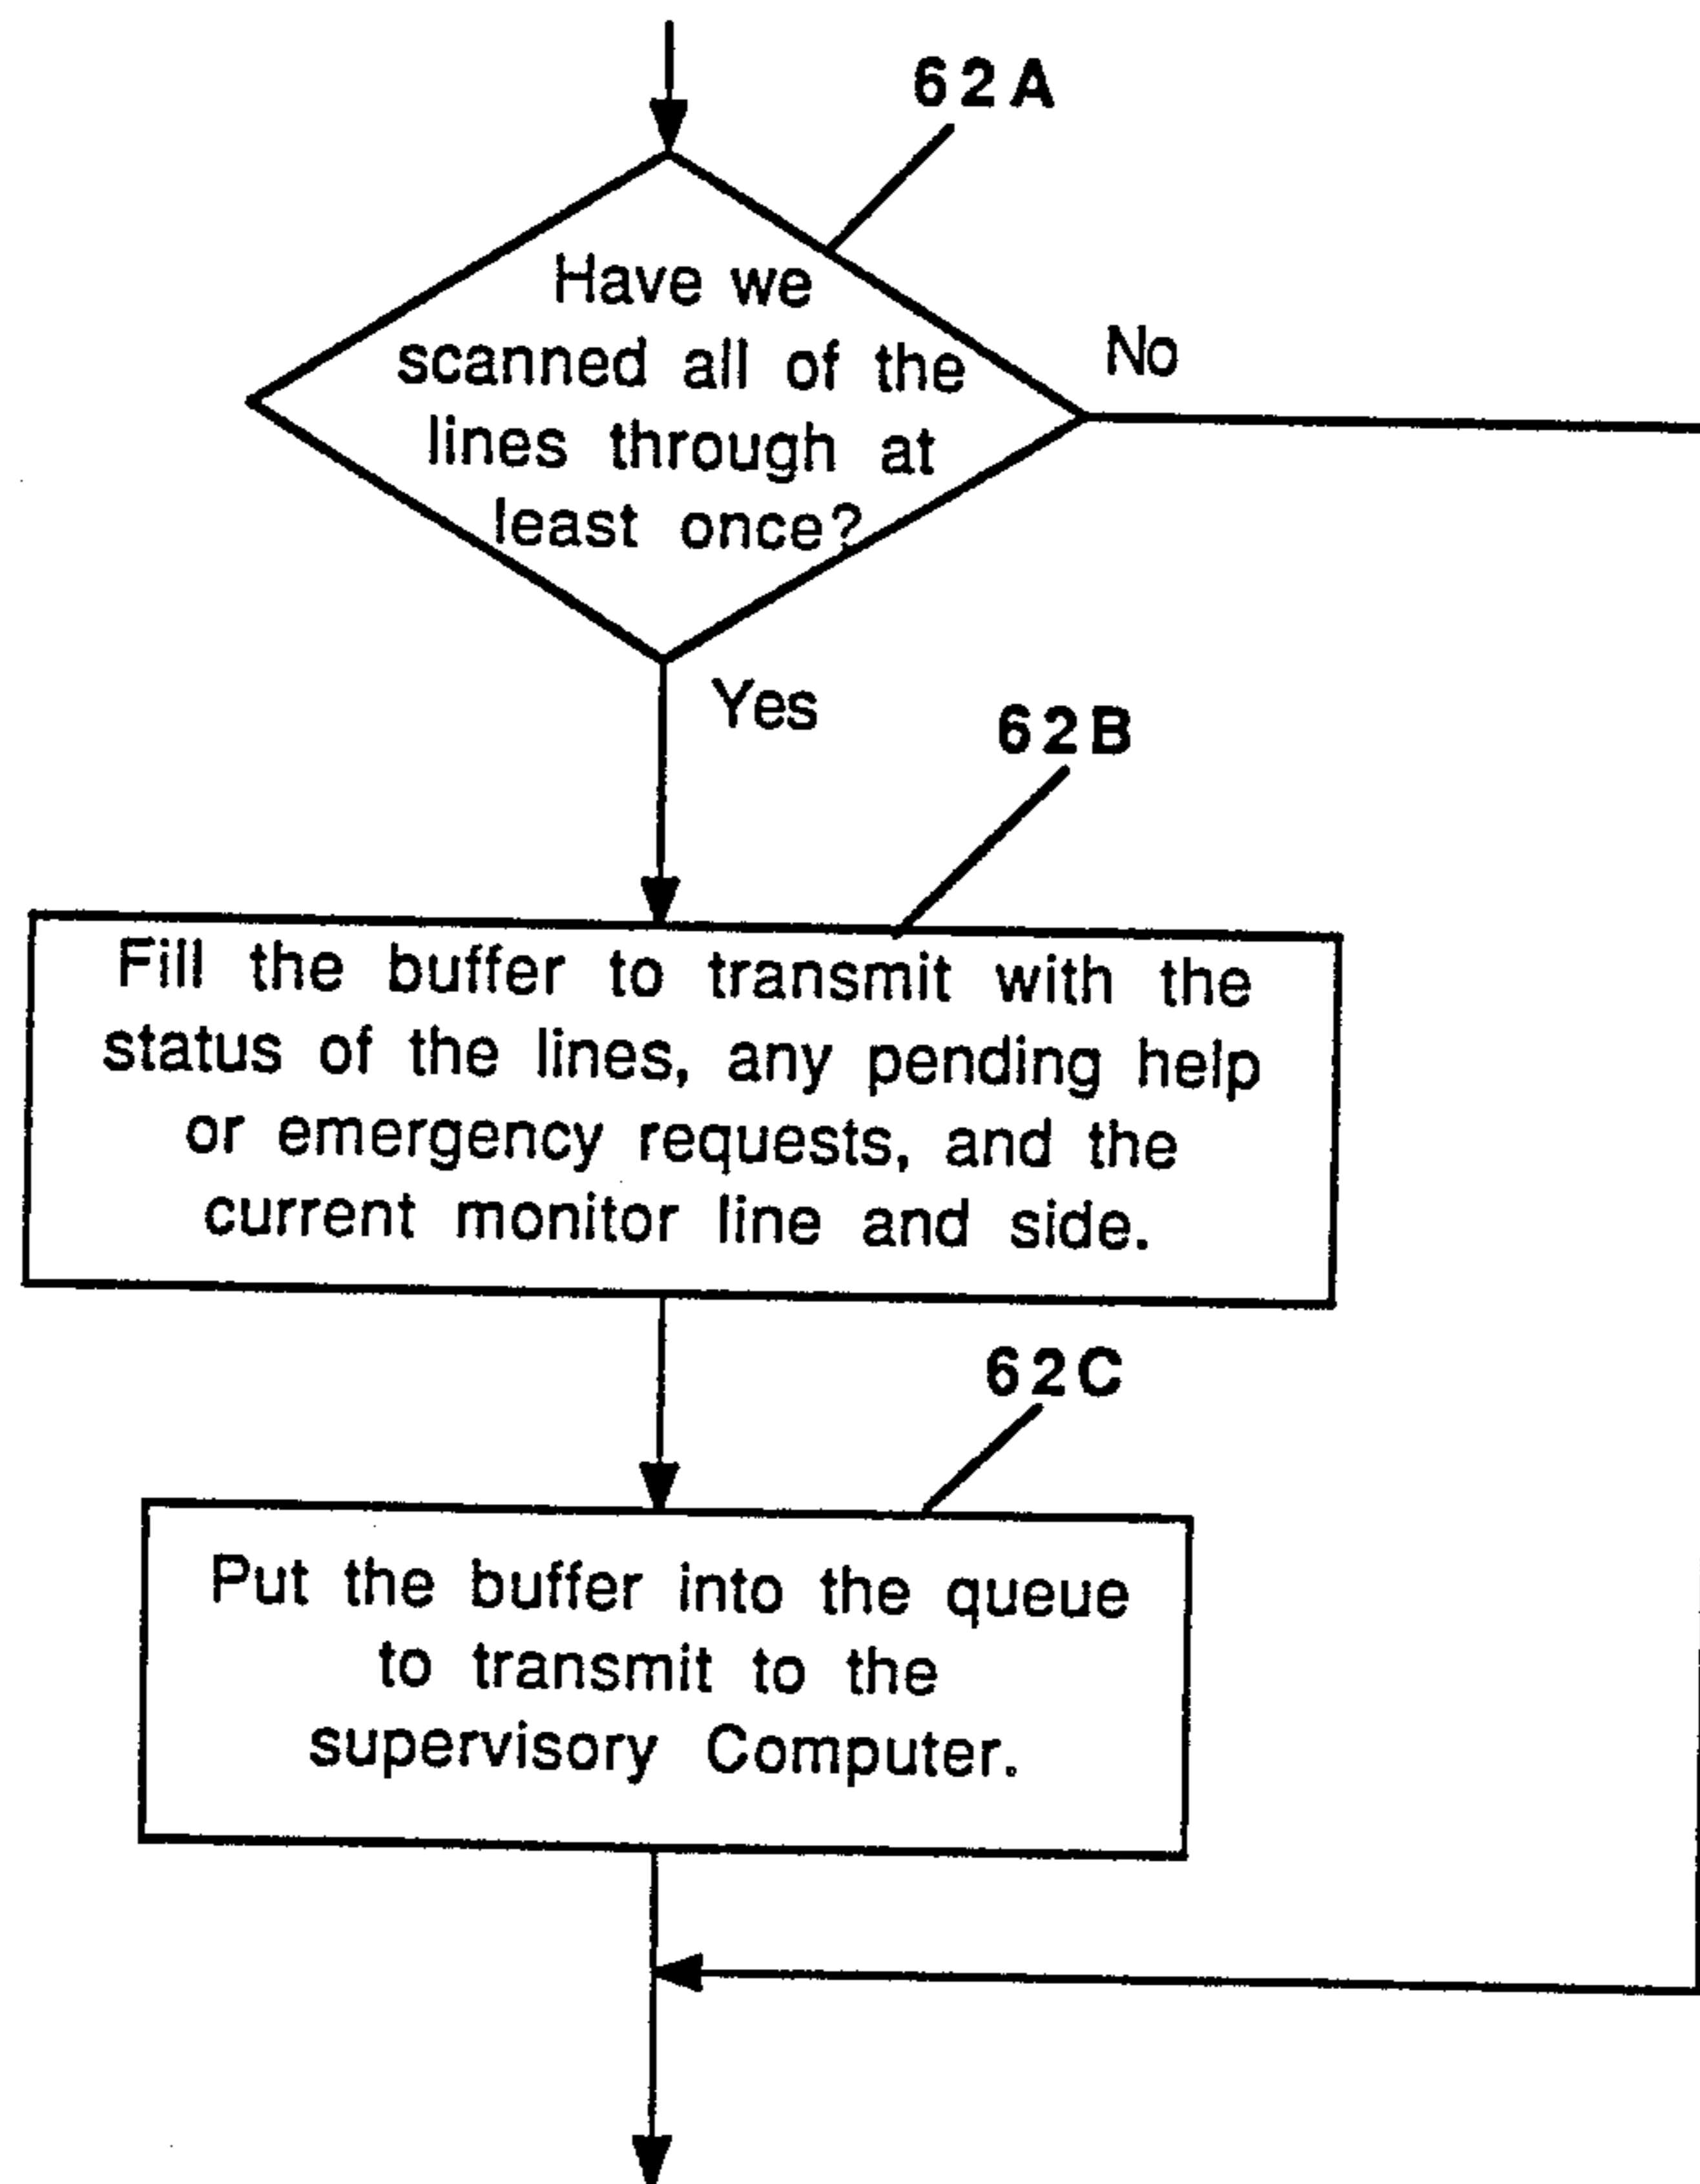 62A
Have we
scanned all of the
lines through at
least once?
No
Yes
62B
Fill the buffer to transmit with the
status of the lines, any pending help
or emergency requests, and the
current monitor line and side.
62C
Put the buffer into the queue
to transmit to the
supervisory Computer.